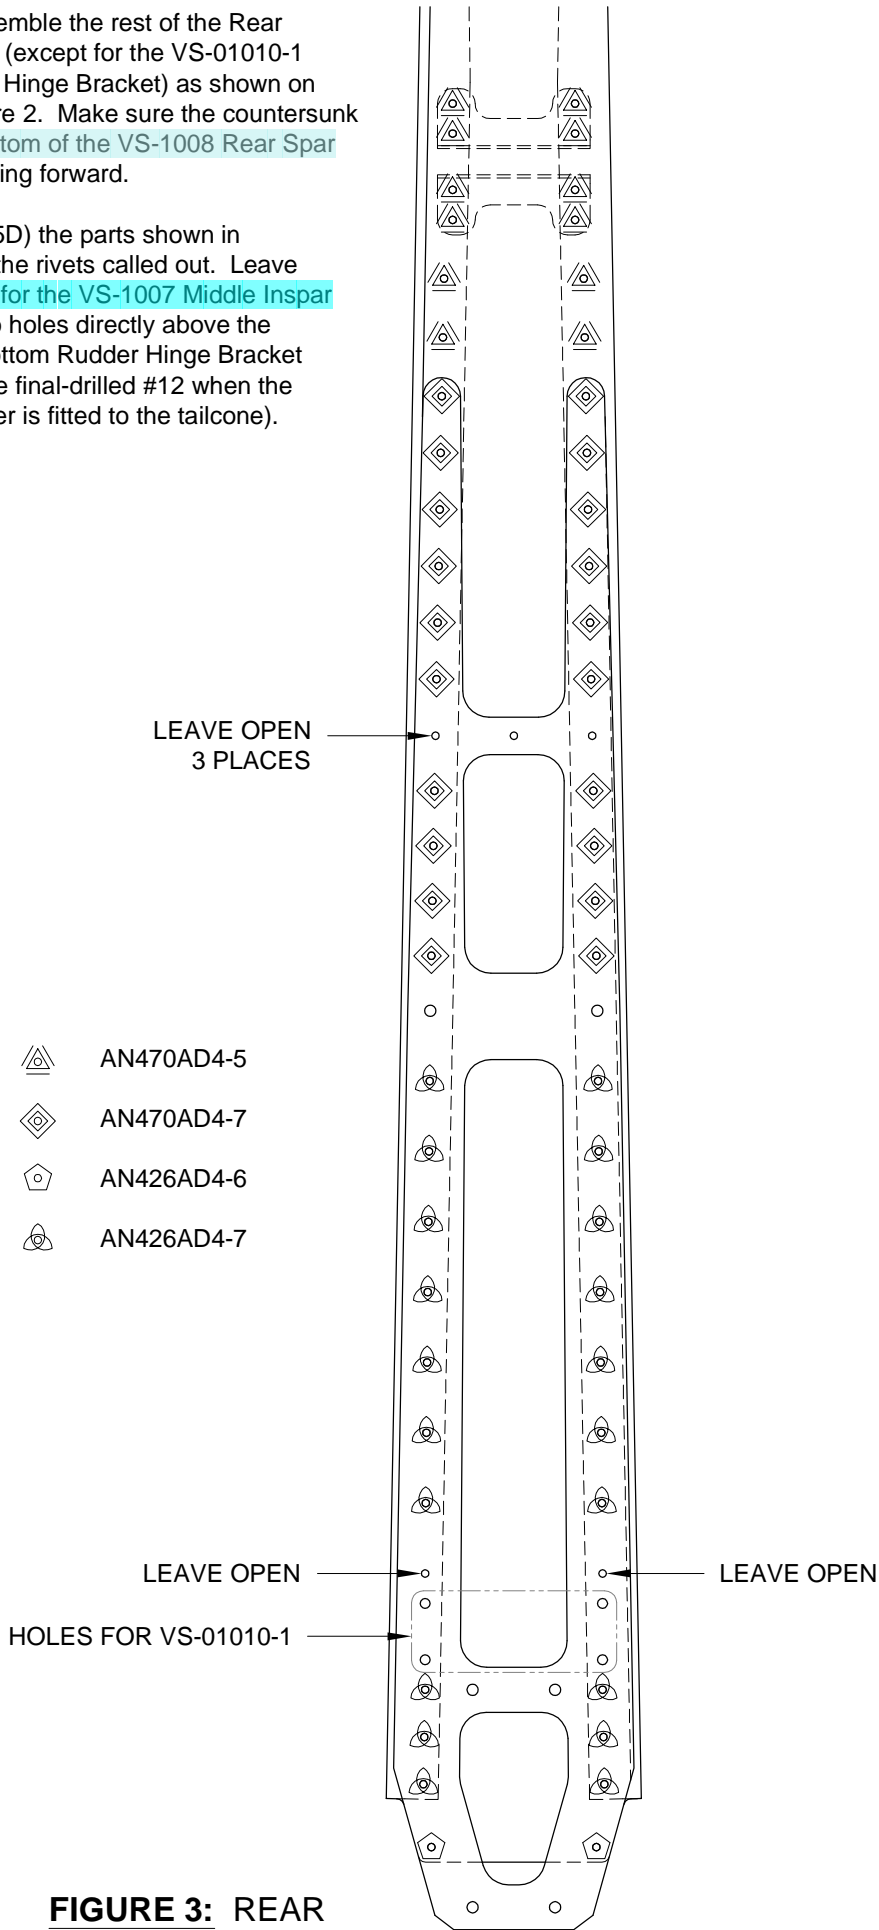 emble the rest of the Rear
(except for the VS-01010-1
Hinge Bracket) as shown on
re 2.  Make sure the countersunk
tom of the VS-1008 Rear Spar
ing forward.
5D) the parts shown in
the rivets called out.  Leave
for the VS-1007 Middle Inspar
o holes directly above the
ottom Rudder Hinge Bracket
e final-drilled #12 when the
er is fitted to the tailcone).
LEAVE OPEN
3 PLACES
AN470AD4-5
AN470AD4-7
AN426AD4-6
AN426AD4-7
LEAVE OPEN
LEAVE OPEN
HOLES FOR VS-01010-1
FIGURE 3: REAR